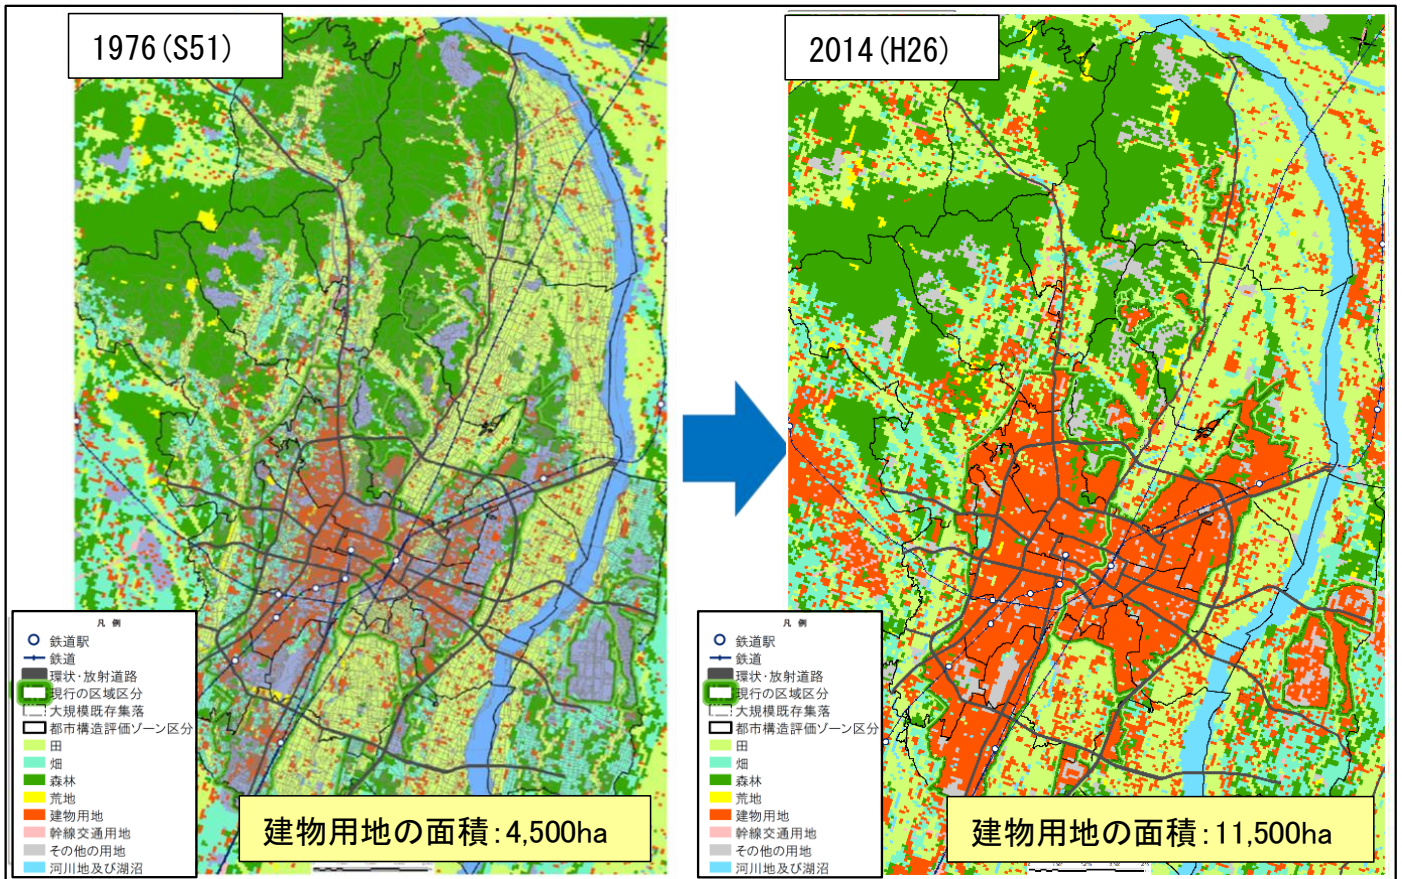 1976(S51)
凡 例
鉄道駅
鉄道
環状・放射道路
現行の区域区分
大規模既存集落
都市構造評価ゾーン区分
田
畑
森林
荒地
建物用地
幹線交通用地
その他の用地
河川地及び湖沼
建物用地の面積:4,500ha
2014(H26)
凡 例
鉄道駅
鉄道
環状・放射道路
現行の区域区分
大規模既存集落
都市構造評価ゾーン区分
田
畑
森林
荒地
建物用地
幹線交通用地
その他の用地
河川地及び湖沼
建物用地の面積:11,500ha